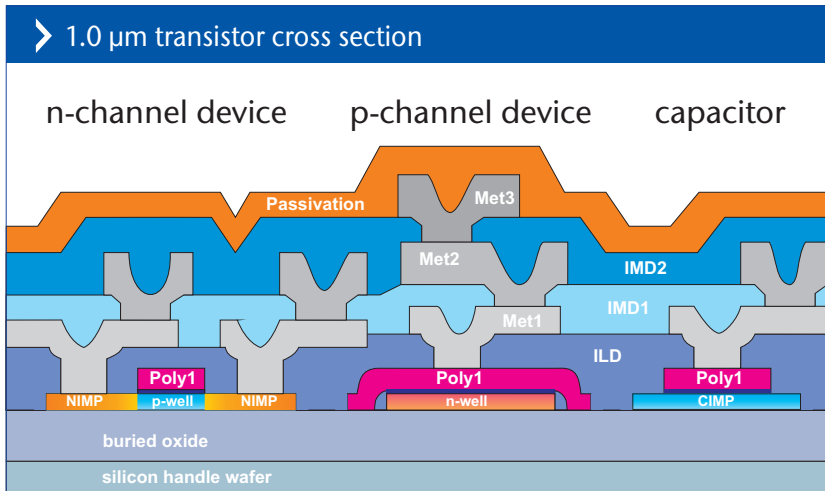 1.0 µm transistor cross section
n-channel device p-channel device capacitor
Passivation Met3
Met2 IMD2
Met1 IMD1
ILD
Poly1 Poly1 Poly1
NIMP p-well NIMP n-well CIMP
buried oxide
silicon handle wafer